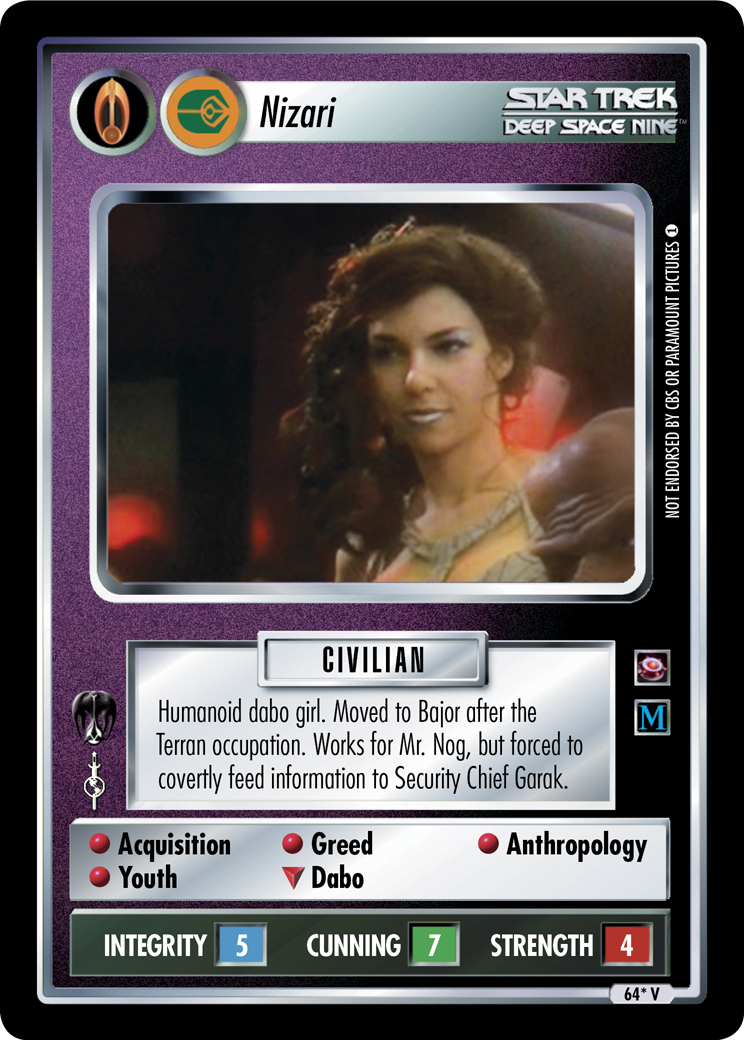 Nizari
STAR TREK
DEEP SPACE NINE™
NOT ENDORSED BY CBS OR PARAMOUNT PICTURES 1
CIVILIAN
Humanoid dabo girl. Moved to Bajor after the
Terran occupation. Works for Mr. Nog, but forced to
covertly feed information to Security Chief Garak.
M
Acquisition Greed Anthropology
Youth Dabo
INTEGRITY 5 CUNNING 7 STRENGTH 4
64* V